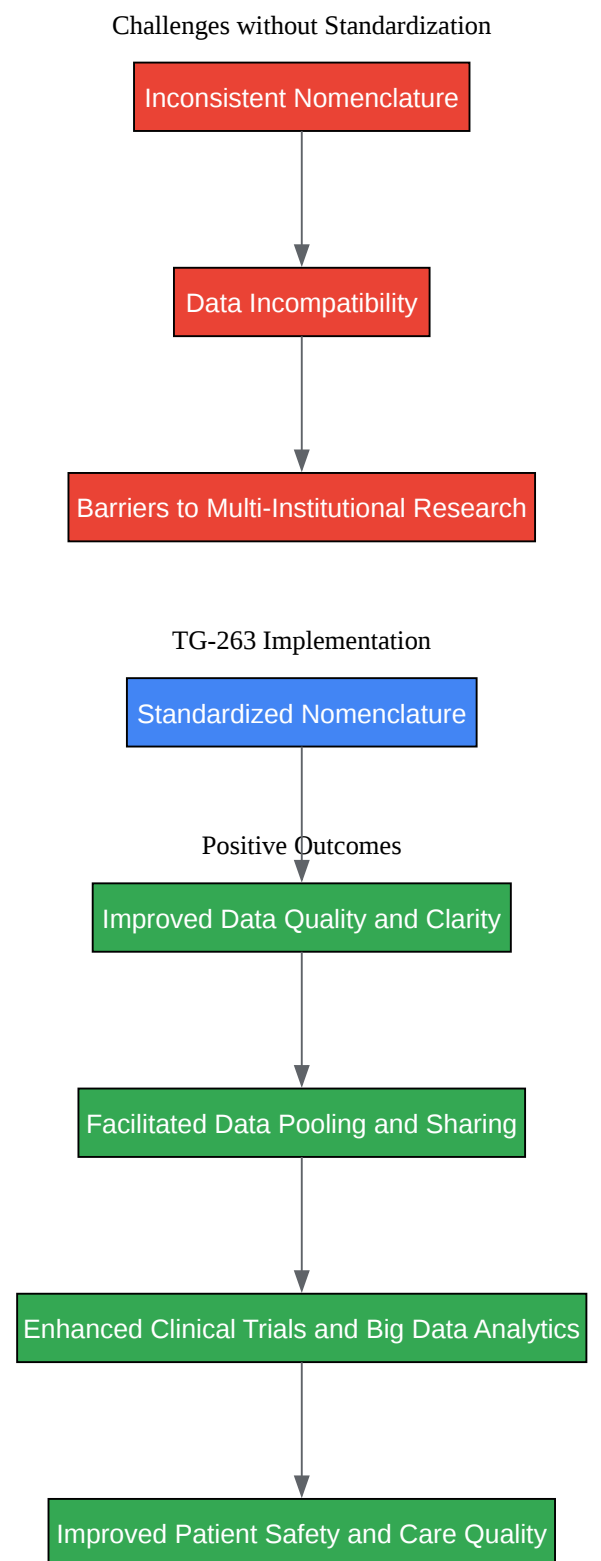 Challenges without Standardization
Inconsistent Nomenclature
Data Incompatibility
Barriers to Multi-Institutional Research
TG-263 Implementation
Standardized Nomenclature
Positive Outcomes
Improved Data Quality and Clarity
Facilitated Data Pooling and Sharing
Enhanced Clinical Trials and Big Data Analytics
Improved Patient Safety and Care Quality